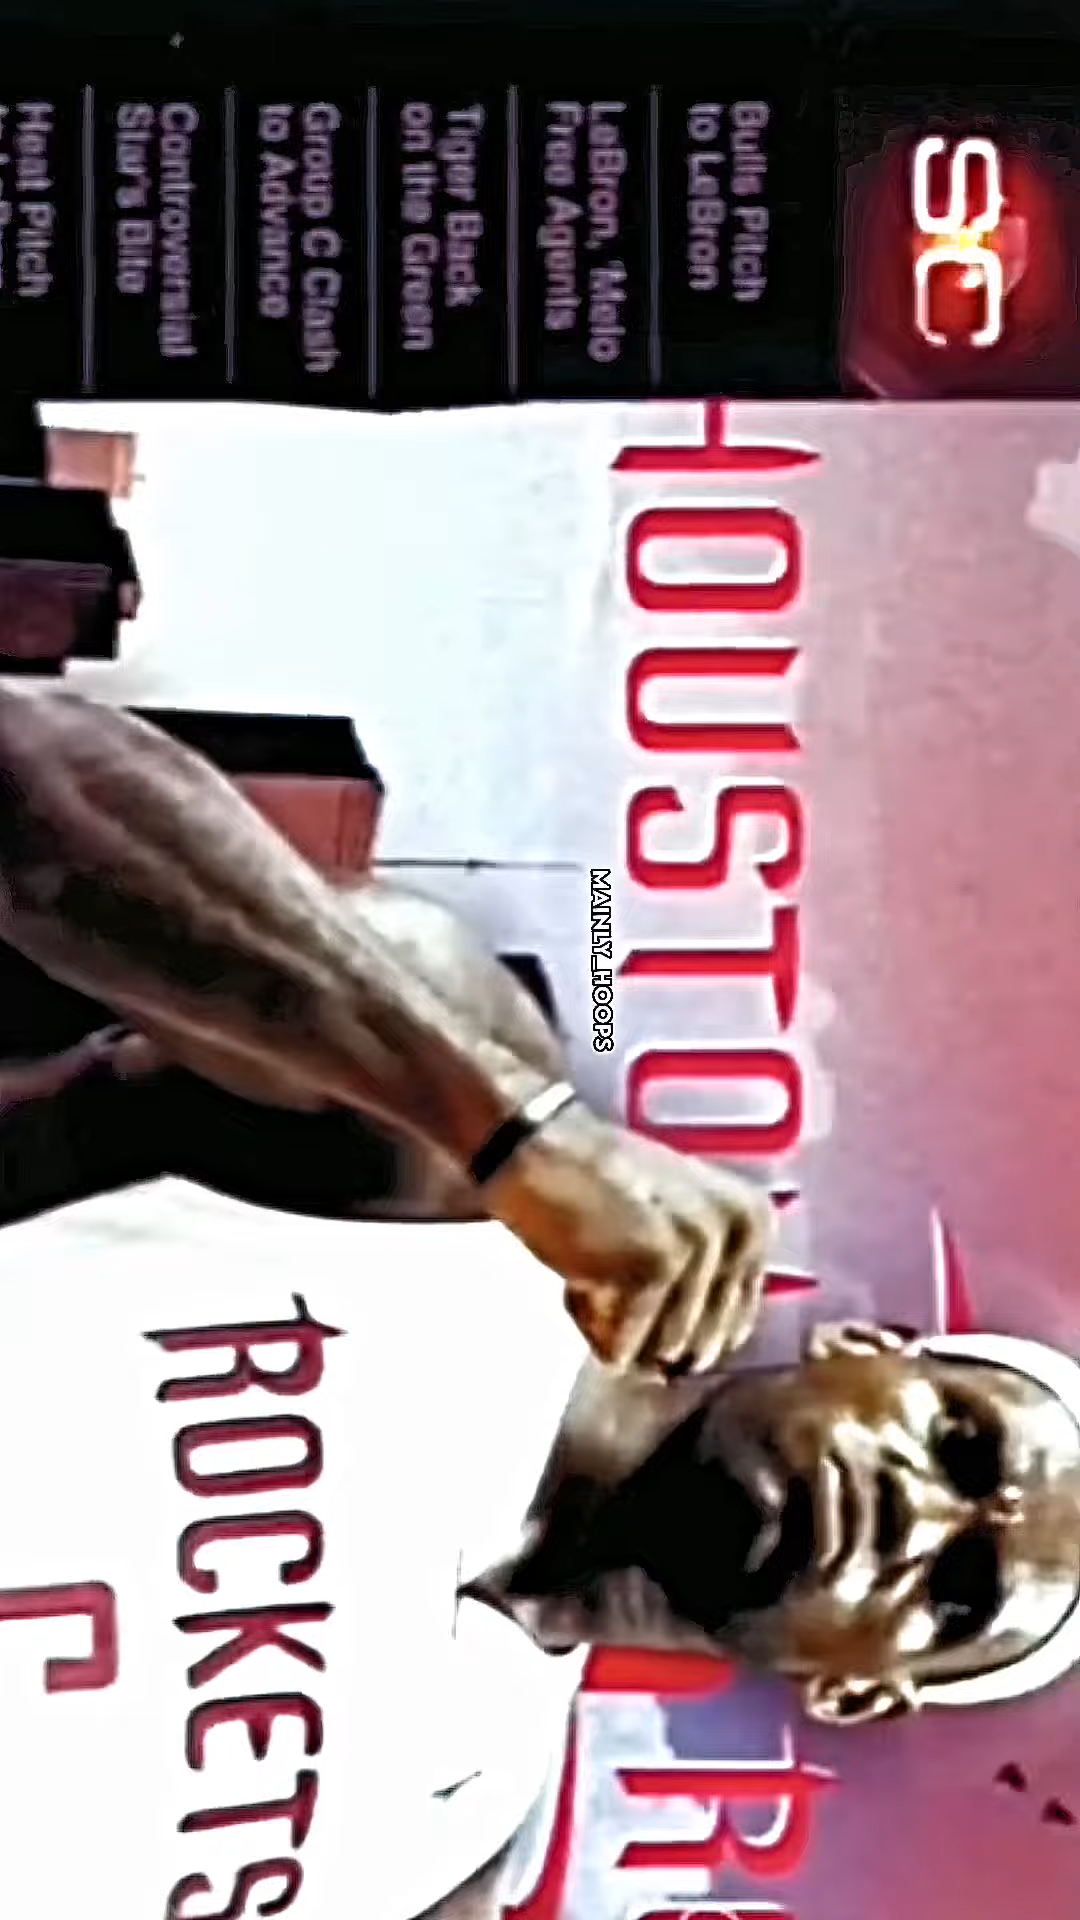 SC
Bulls Pitch
to LeBron
LeBron, 'Melo
Free Agents
Tiger Back
on the Green
Group C Clash
to Advance
Controversial
Star's Bite
Heat Pitch
HOUSTON
MAINLY_HOOPS
ROCKETS